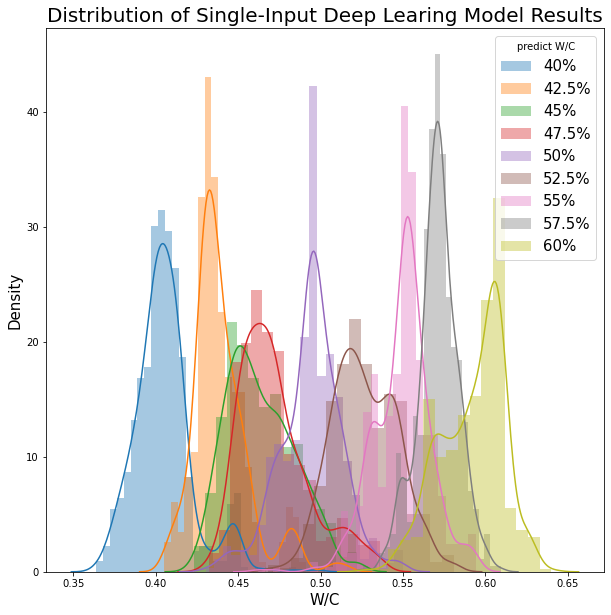 Distribution of Single-Input Deep Learing Model Results
predict W/C
40%
42.5%
45%
47.5%
50%
52.5%
55%
57.5%
60%
Density
40
30
20
10
0
0.35 0.40 0.45 0.50 0.55 0.60 0.65
W/C